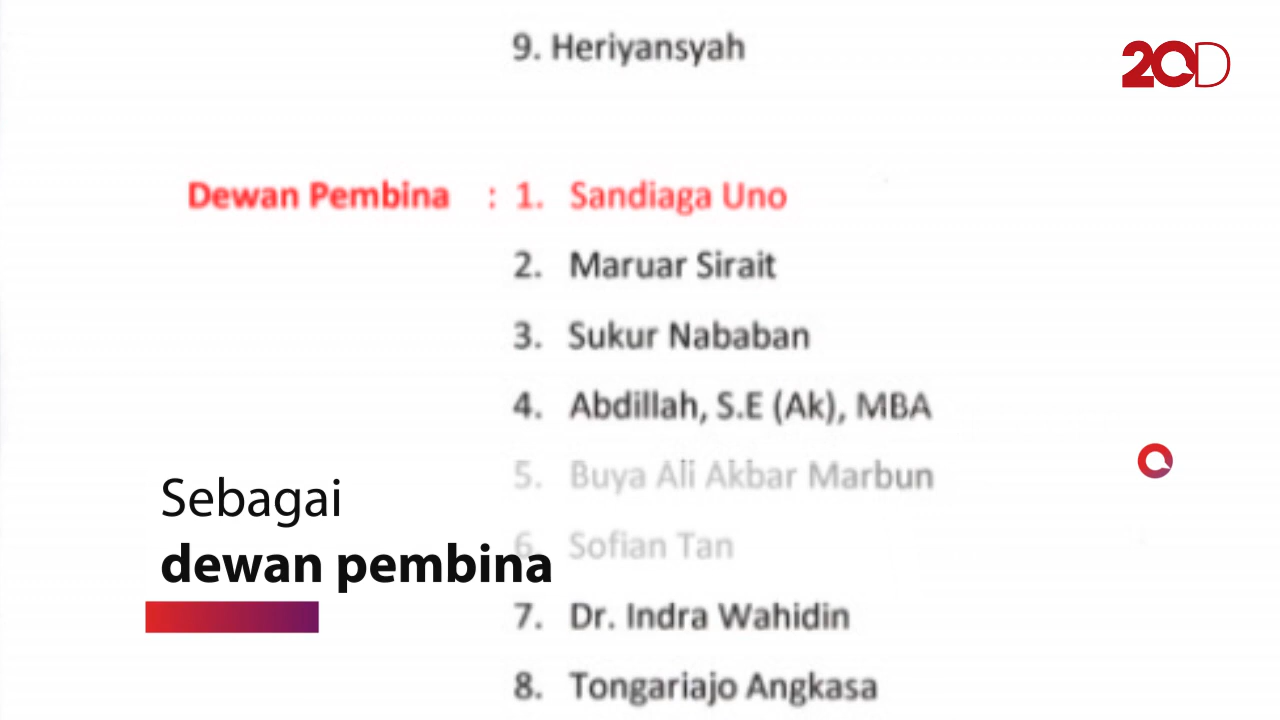 9. Heriyansyah
20D
Dewan Pembina : 1. Sandiaga Uno
2. Maruar Sirait
3. Sukur Nababan
4. Abdillah, S.E (Ak), MBA
5. Buya Ali Akbar Marbun
6. Sofian Tan
7. Dr. Indra Wahidin
8. Tongariajo Angkasa
Sebagai
dewan pembina